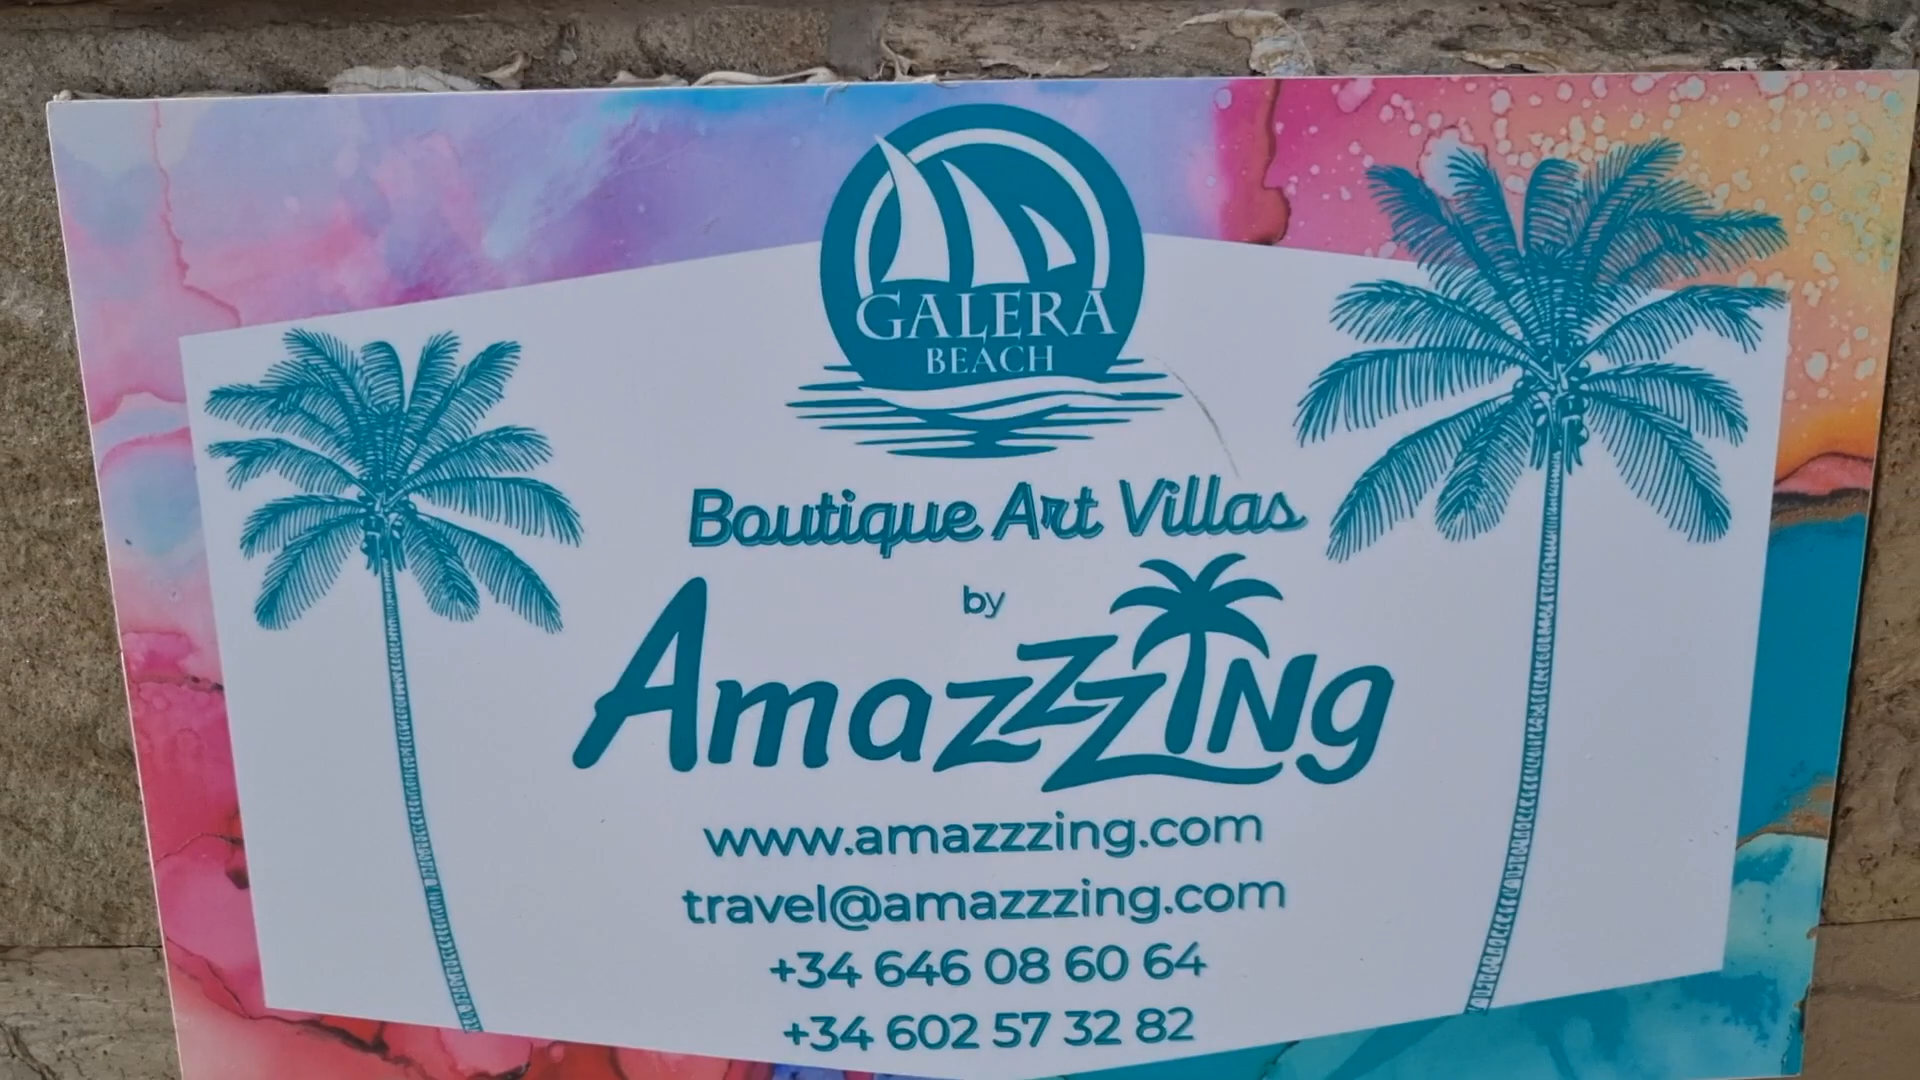 GALERA
BEACH
Boutique Art Villas
by
Amazzzing
www.amazzzing.com
travel@amazzzing.com
+34 646 08 60 64
+34 602 57 32 82